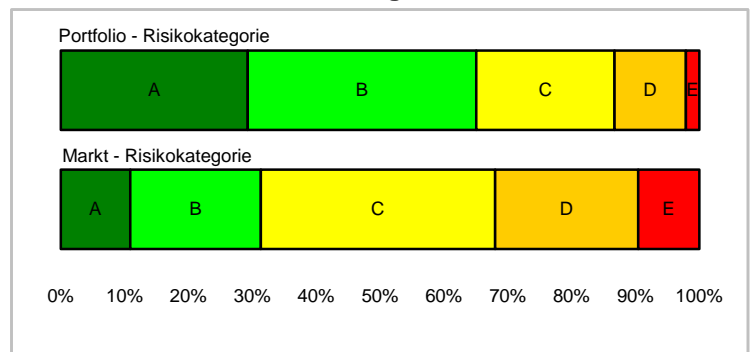 Portfolio - Risikokategorie
A B C D E
Markt - Risikokategorie
A B C D E
0% 10% 20% 30% 40% 50% 60% 70% 80% 90% 100%